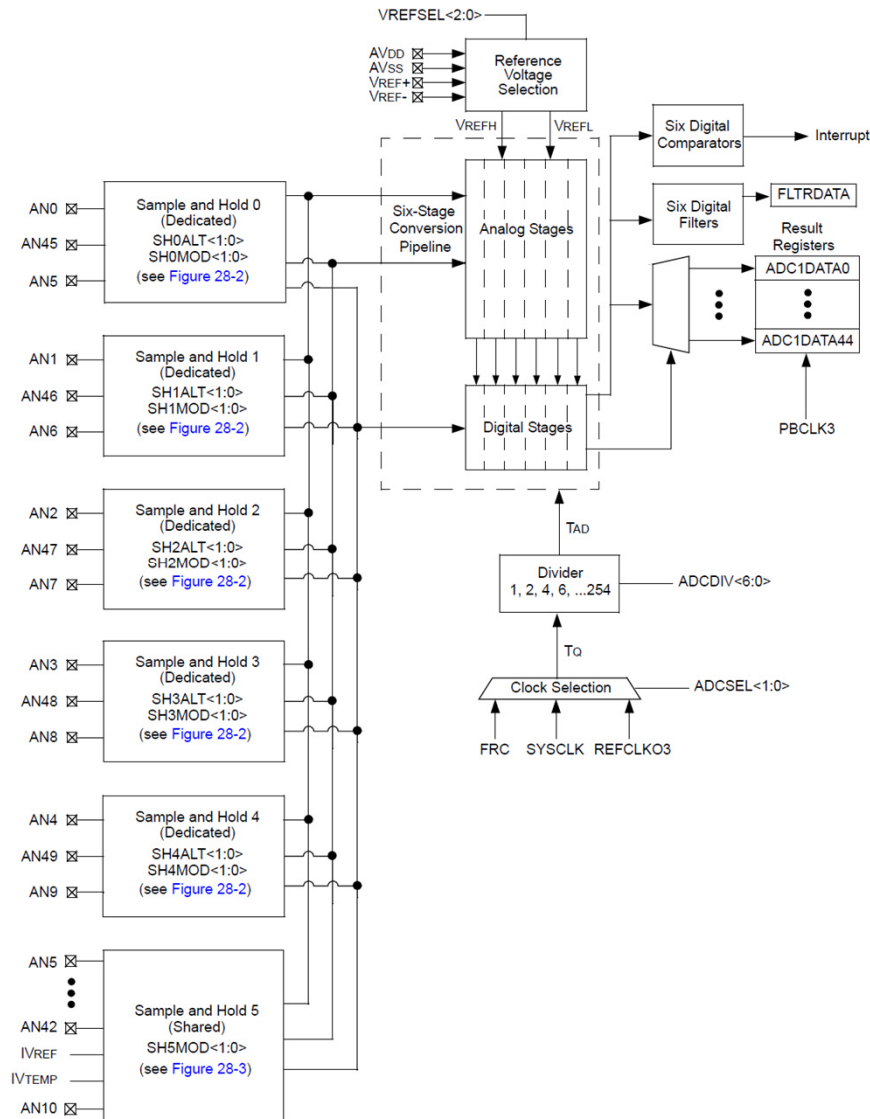 VREFSEL<2:0>
AVDD
AVSS
VREF+
VREF-
Reference
Voltage
Selection
VREFH
VREFL
Six Digital
Comparators
Interrupt
Six-Stage
Conversion
Pipeline
Analog Stages
Six Digital
Filters
FLTRDATA
Result
Registers
ADC1DATA0
ADC1DATA44
PBCLK3
Digital Stages
TAD
Divider
1, 2, 4, 6, ...254
ADCDIV<6:0>
TQ
Clock Selection
ADCSEL<1:0>
FRC
SYSCLK
REFCLKO3
AN0
AN45
AN5
Sample and Hold 0
(Dedicated)
SH0ALT<1:0>
SH0MOD<1:0>
(see Figure 28-2)
AN1
AN46
AN6
Sample and Hold 1
(Dedicated)
SH1ALT<1:0>
SH1MOD<1:0>
(see Figure 28-2)
AN2
AN47
AN7
Sample and Hold 2
(Dedicated)
SH2ALT<1:0>
SH2MOD<1:0>
(see Figure 28-2)
AN3
AN48
AN8
Sample and Hold 3
(Dedicated)
SH3ALT<1:0>
SH3MOD<1:0>
(see Figure 28-2)
AN4
AN49
AN9
Sample and Hold 4
(Dedicated)
SH4ALT<1:0>
SH4MOD<1:0>
(see Figure 28-2)
AN5
AN42
IVREF
IVTEMP
AN10
Sample and Hold 5
(Shared)
SH5MOD<1:0>
(see Figure 28-3)